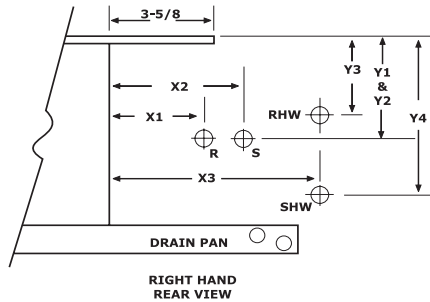 3-5/8
Y3
Y1
&
Y2
X2
X1
RHW
Y4
R
S
X3
SHW
DRAIN PAN
RIGHT HAND
REAR VIEW